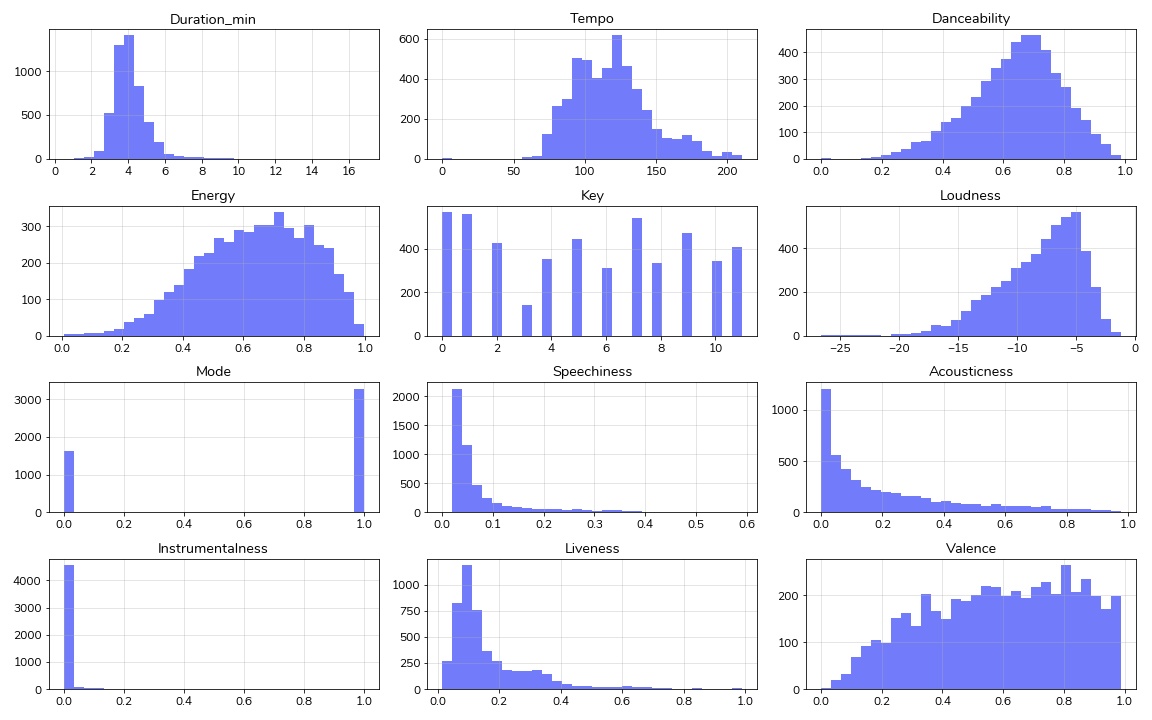 Duration_min
Tempo
Danceability
1000
500
0
0 2 4 6 8 10 12 14 16
600
400
200
0
0 50 100 150 200
400
300
200
100
0
0.0 0.2 0.4 0.6 0.8 1.0
Energy
Key
Loudness
300
200
100
0
0.0 0.2 0.4 0.6 0.8 1.0
400
200
0
0 2 4 6 8 10
400
200
0
−25 −20 −15 −10 −5 0
Mode
Speechiness
Acousticness
3000
2000
1000
0
0.0 0.2 0.4 0.6 0.8 1.0
2000
1500
1000
500
0
0.0 0.1 0.2 0.3 0.4 0.5 0.6
1000
500
0
0.0 0.2 0.4 0.6 0.8 1.0
Instrumentalness
Liveness
Valence
4000
3000
2000
1000
0
0.0 0.2 0.4 0.6 0.8 1.0
1000
750
500
250
0
0.0 0.2 0.4 0.6 0.8 1.0
200
100
0
0.0 0.2 0.4 0.6 0.8 1.0